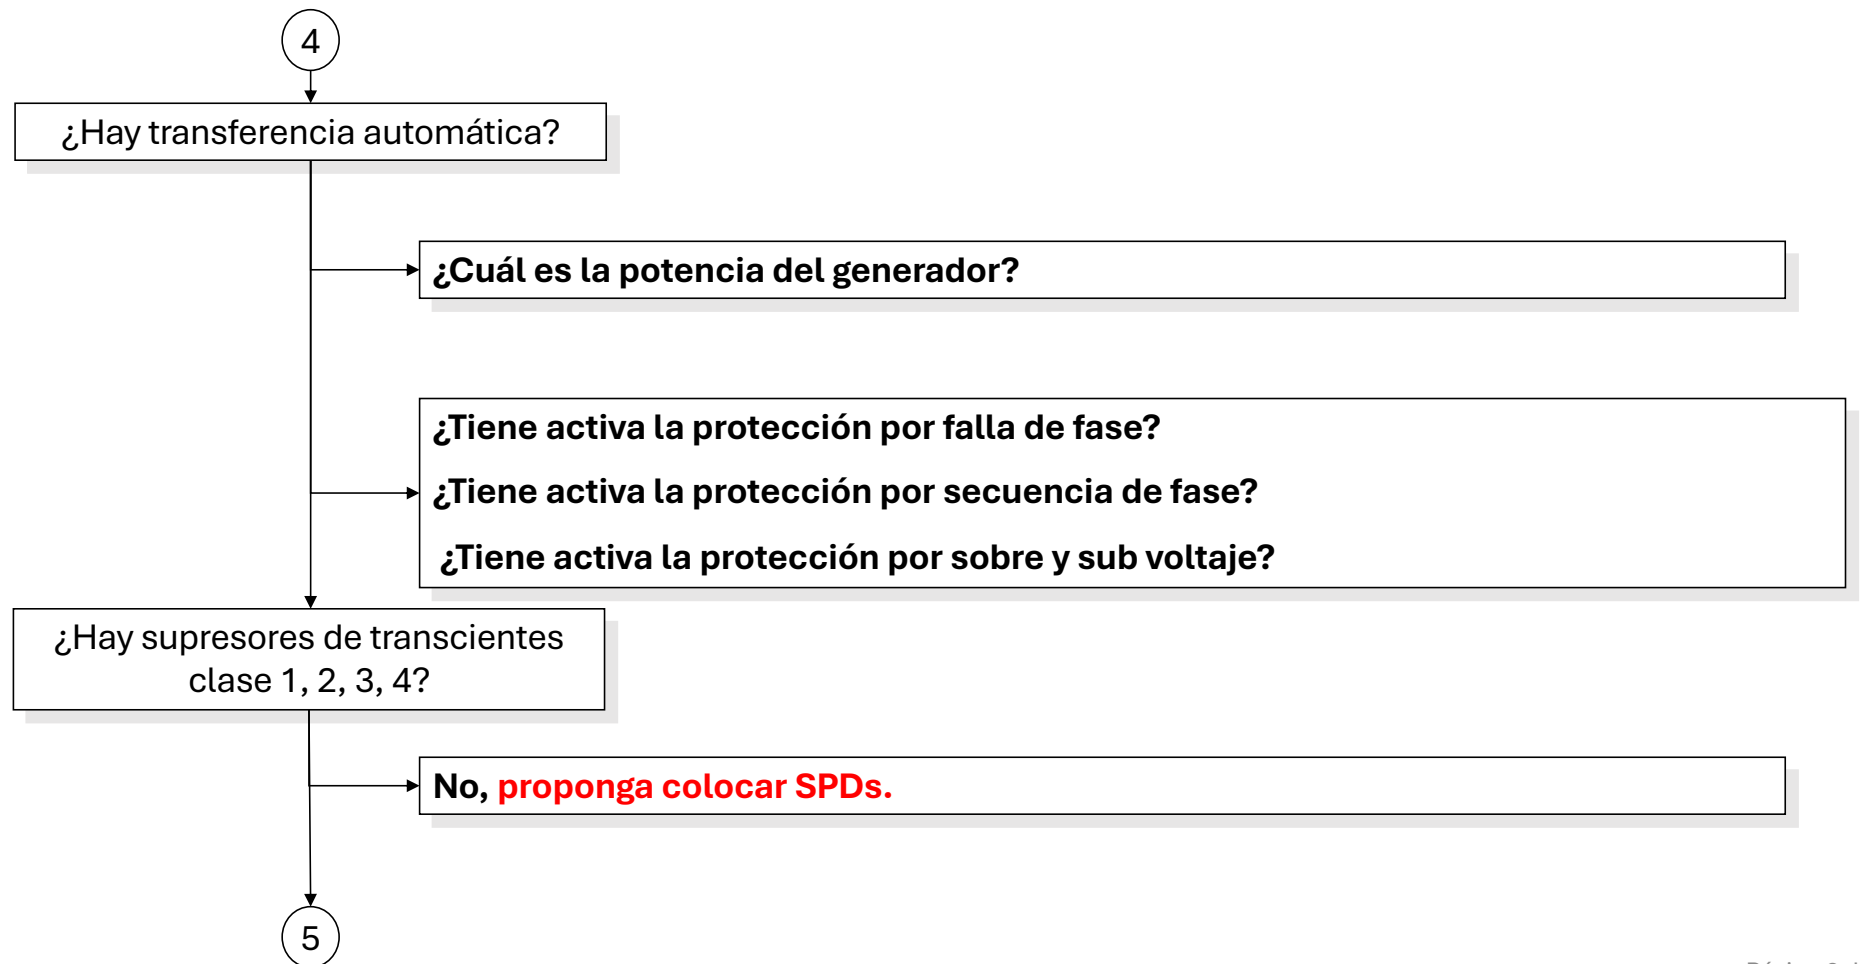 4
¿Hay transferencia automática?
¿Cuál es la potencia del generador?
¿Tiene activa la protección por falla de fase?
¿Tiene activa la protección por secuencia de fase?
¿Tiene activa la protección por sobre y sub voltaje?
¿Hay supresores de transcientes
clase 1, 2, 3, 4?
No, proponga colocar SPDs.
5